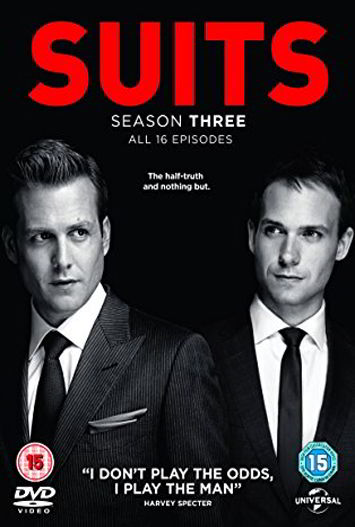 SUITS
SEASON THREE
ALL 16 EPISODES
The half-truth
and nothing but.
15
15
"I DON'T PLAY THE ODDS,
I PLAY THE MAN"
HARVEY SPECTER
DVD
VIDEO
UNIVERSAL